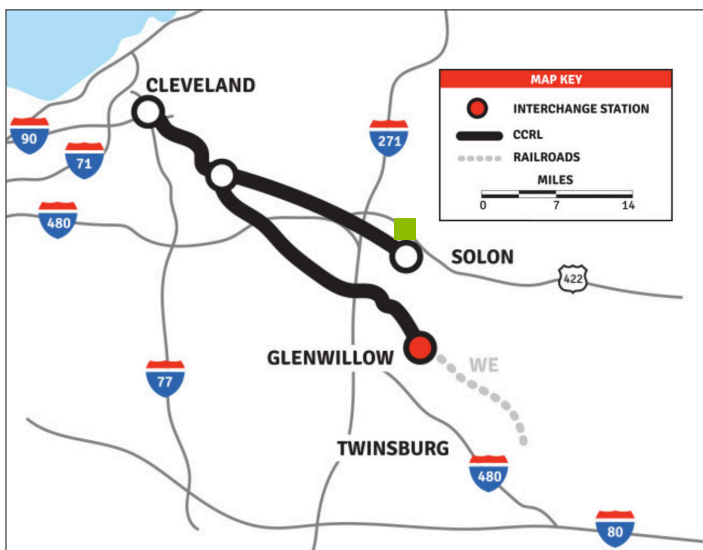 CLEVELAND
MAP KEY
INTERCHANGE STATION
CCRL
RAILROADS
MILES
0 7 14
90
71
271
480
SOLON
422
GLENWILLOW
WE
77
TWINSBURG
480
80